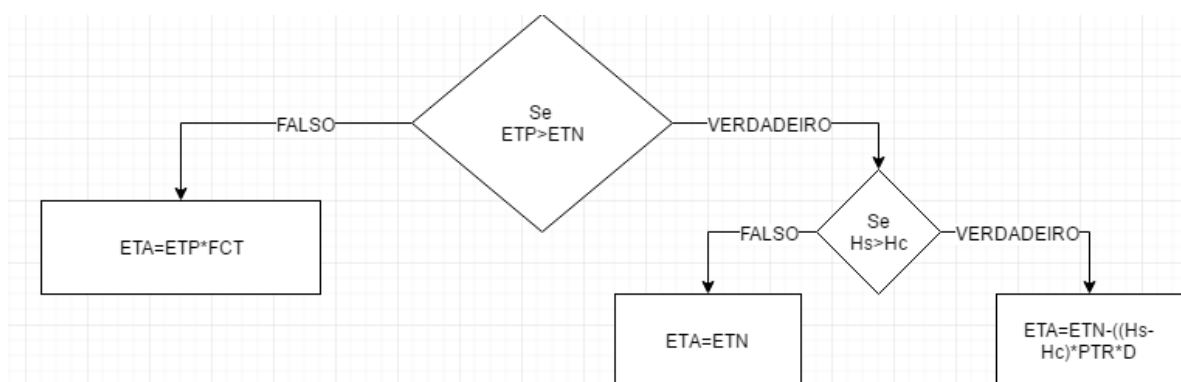 Se
ETP>ETN
FALSO
VERDADEIRO
ETA=ETP*FCT
Se
Hs>Hc
FALSO
VERDADEIRO
ETA=ETN
ETA=ETN-((Hs-
Hc)*PTR*D